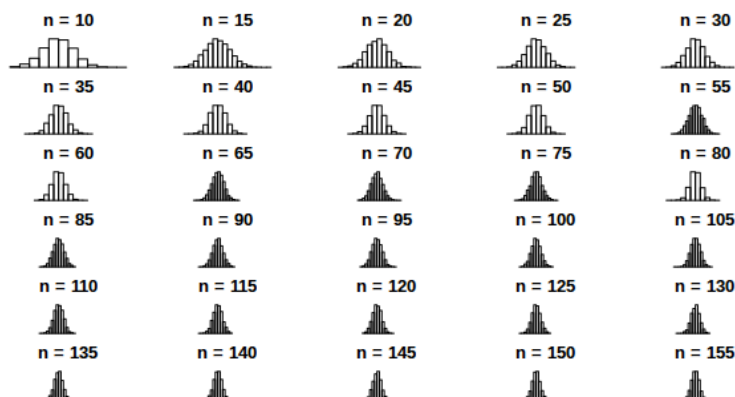 n = 10 n = 15 n = 20 n = 25 n = 30
n = 35 n = 40 n = 45 n = 50 n = 55
n = 60 n = 65 n = 70 n = 75 n = 80
n = 85 n = 90 n = 95 n = 100 n = 105
n = 110 n = 115 n = 120 n = 125 n = 130
n = 135 n = 140 n = 145 n = 150 n = 155